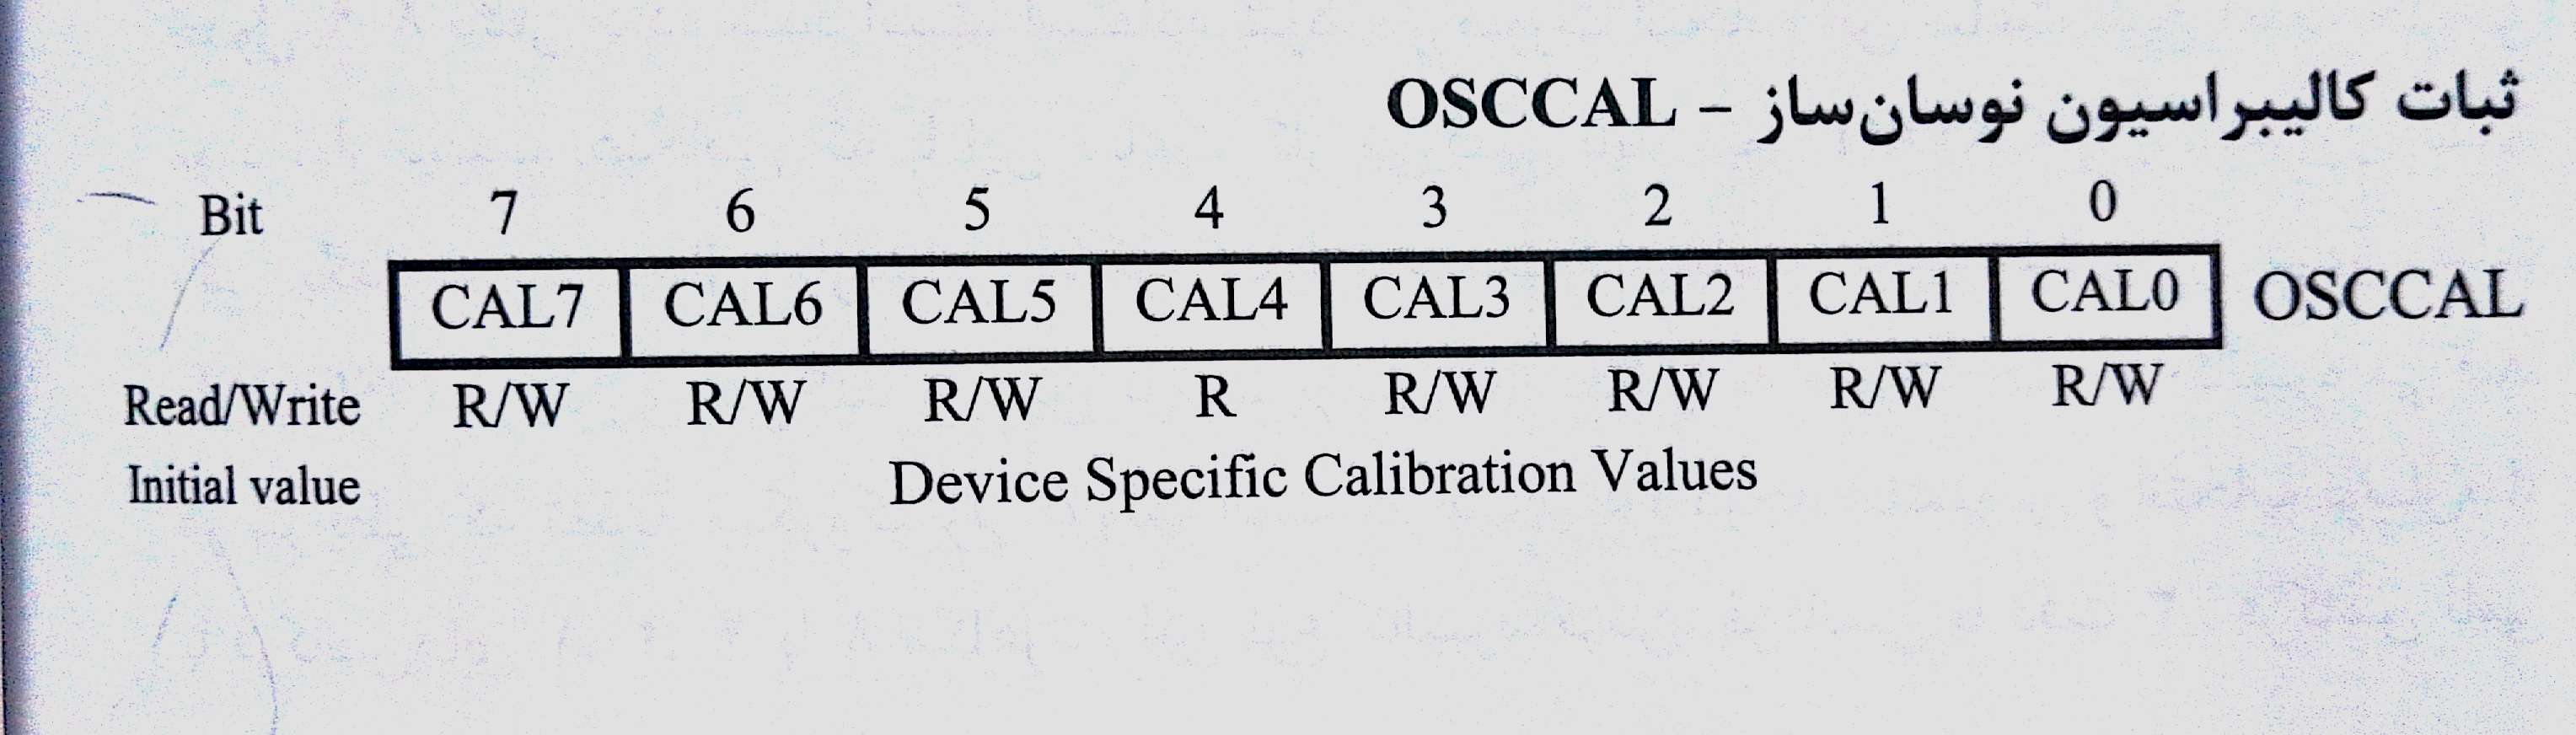 ثبات کالیبراسیون نوسان‌ساز – OSCCAL
Bit 7 6 5 4 3 2 1 0
CAL7 CAL6 CAL5 CAL4 CAL3 CAL2 CAL1 CAL0 OSCCAL
Read/Write R/W R/W R/W R R/W R/W R/W R/W
Initial value Device Specific Calibration Values